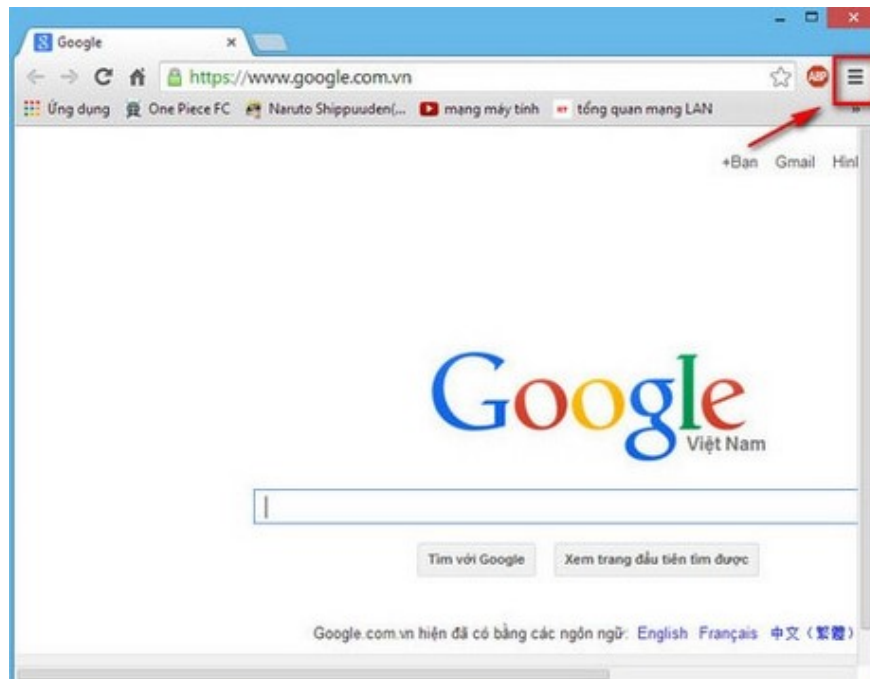 Google
https://www.google.com.vn
ABP
Ứng dụng One Piece FC Naruto Shippuuden(... mạng máy tính tổng quan mạng LAN
+Bạn Gmail Hìnl
Google
Việt Nam
Tìm với Google Xem trang đầu tiên tìm được
Google.com.vn hiện đã có bằng các ngôn ngữ: English Français 中文 (繁體)